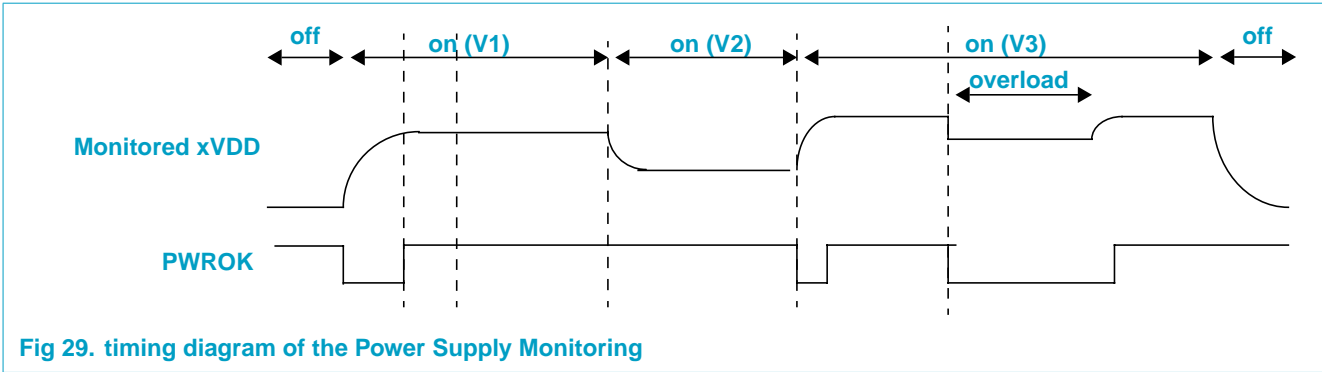 off
on (V1)
on (V2)
on (V3)
off
overload
Monitored xVDD
PWROK
Fig 29. timing diagram of the Power Supply Monitoring